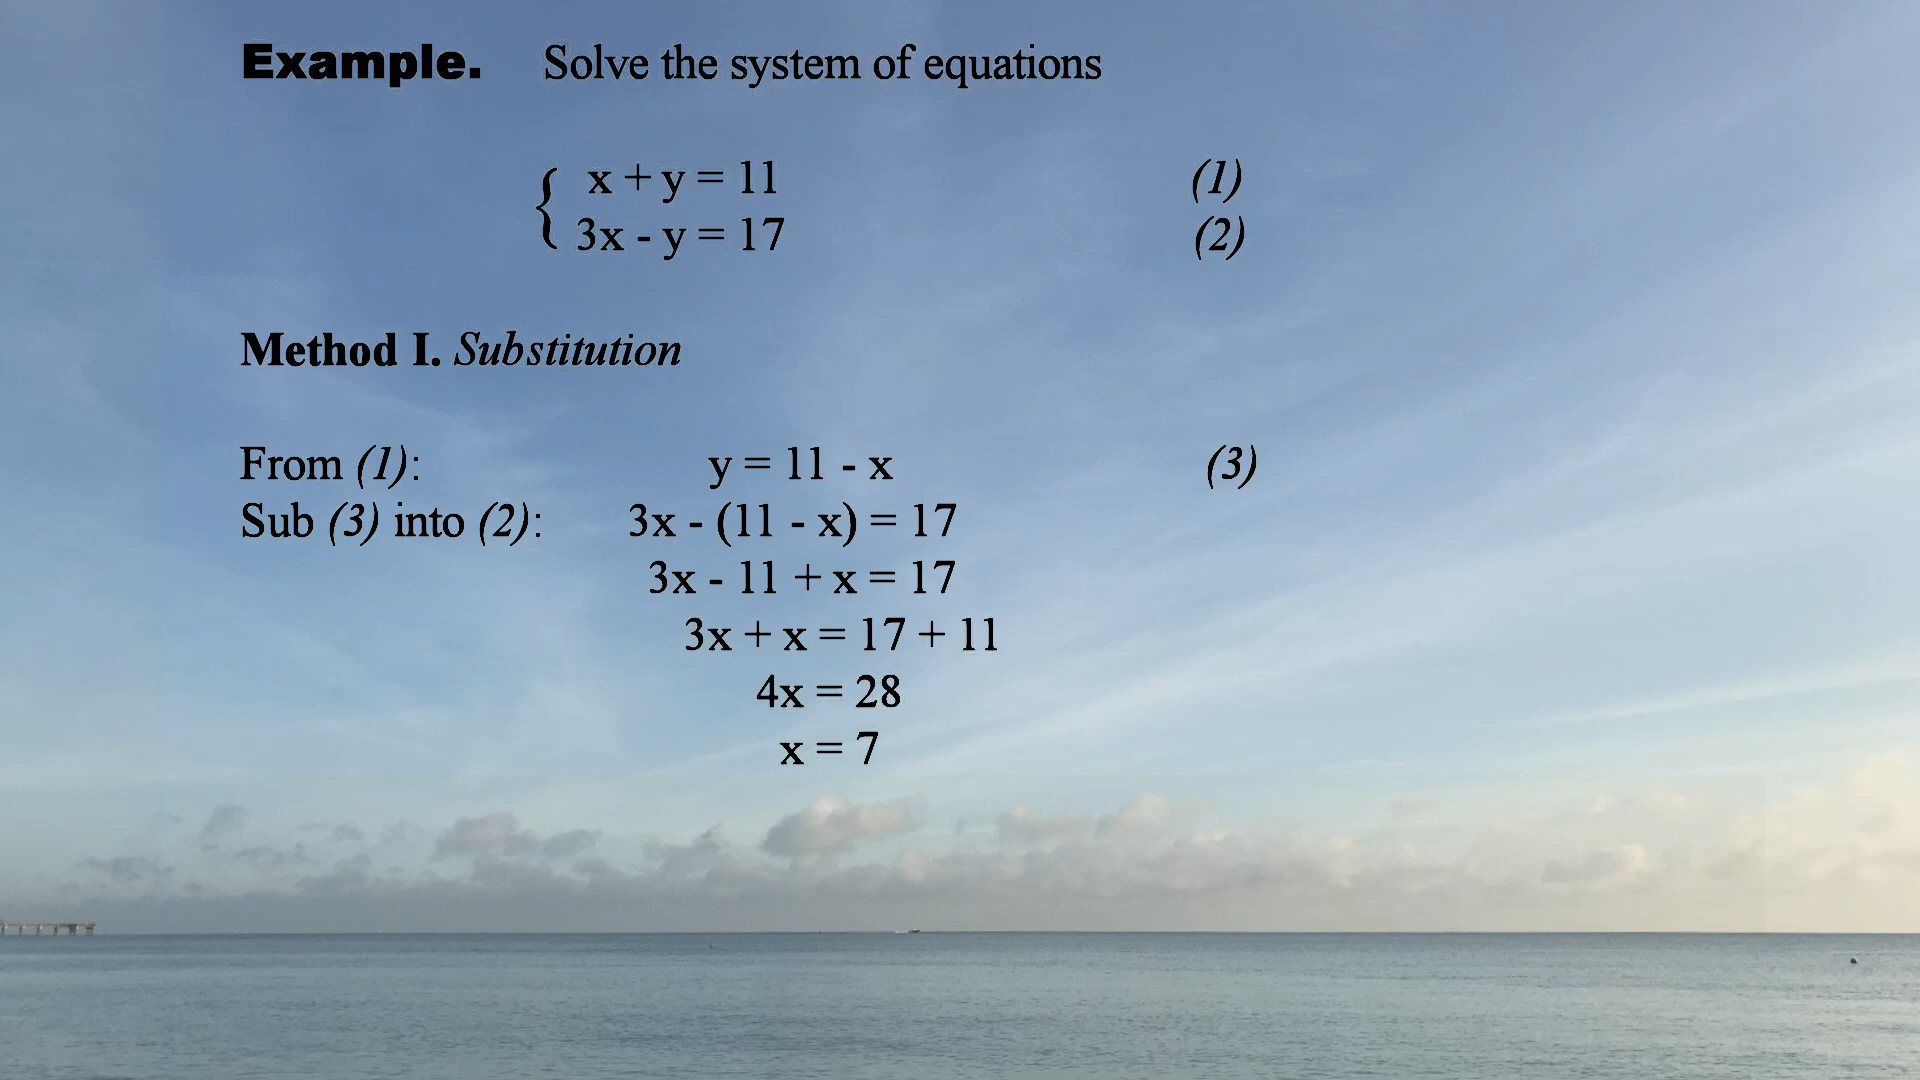 Example. Solve the system of equations
x + y = 11 (1)
3x - y = 17 (2)
Method I. Substitution
From (1): y = 11 - x (3)
Sub (3) into (2): 3x - (11 - x) = 17
3x - 11 + x = 17
3x + x = 17 + 11
4x = 28
x = 7